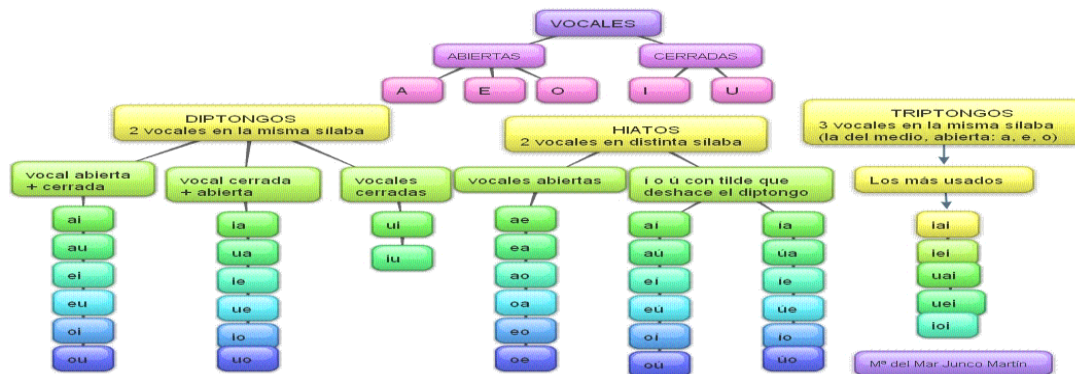 VOCALES
ABIERTAS
CERRADAS
A
E
O
I
U
DIPTONGOS
2 vocales en la misma sílaba
vocal abierta
+ cerrada
ai
au
ei
eu
oi
ou
vocal cerrada
+ abierta
ia
ua
ie
ue
io
uo
vocales
cerradas
ui
iu
HIATOS
2 vocales en distinta sílaba
vocales abiertas
ae
ea
ao
oa
eo
oe
í o ú con tilde que
deshace el diptongo
aí
aú
eí
eú
oí
oú
ía
úa
íe
úe
ío
úo
TRIPTONGOS
3 vocales en la misma sílaba
(la del medio, abierta: a, e, o)
Los más usados
iai
iei
uai
uei
ioi
Mª del Mar Junco Martín